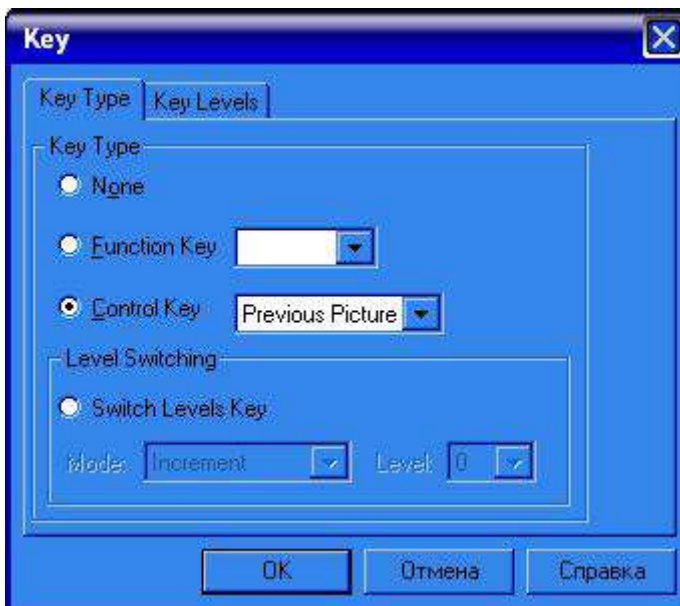 Key
Key Type Key Levels
Key Type
None
Function Key
Control Key Previous Picture
Level Switching
Switch Levels Key
Mode: Increment Level: 0
OK Отмена Справка